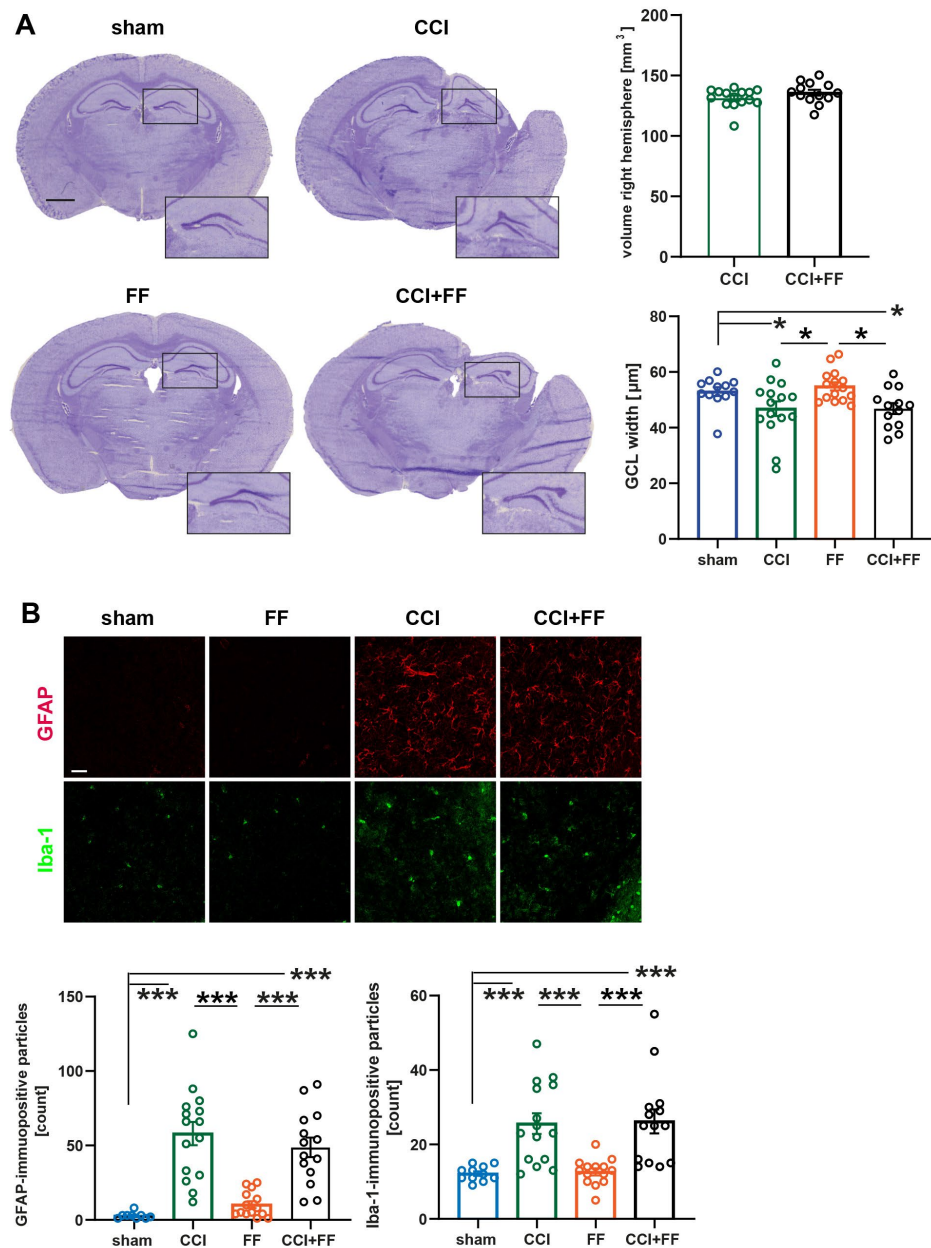 A
sham
CCI
FF
CCI+FF
volume right hemisphere [mm³]
200
150
100
50
0
CCI
CCI+FF
GCL width [µm]
80
60
40
20
0
*
*
*
*
sham
CCI
FF
CCI+FF
B
sham
FF
CCI
CCI+FF
GFAP
Iba-1
GFAP-immuopositive particles
[count]
150
100
50
0
***
***
***
***
sham
CCI
FF
CCI+FF
Iba-1-immunopositive particles
[count]
60
40
20
0
***
***
***
***
sham
CCI
FF
CCI+FF